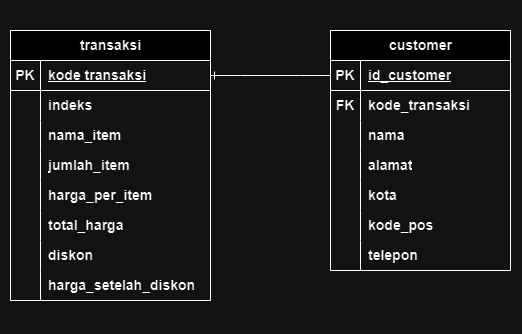 transaksi
PK kode transaksi
indeks
nama_item
jumlah_item
harga_per_item
total_harga
diskon
harga_setelah_diskon
customer
PK id_customer
FK kode_transaksi
nama
alamat
kota
kode_pos
telepon